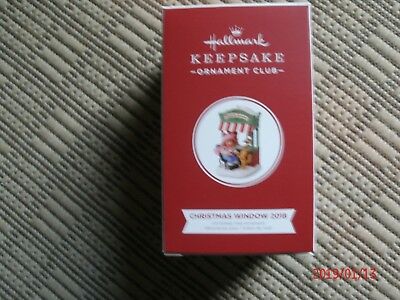 Hallmark
KEEPSAKE
ORNAMENT CLUB
CHRISTMAS WINDOW 2018
2019/01/13